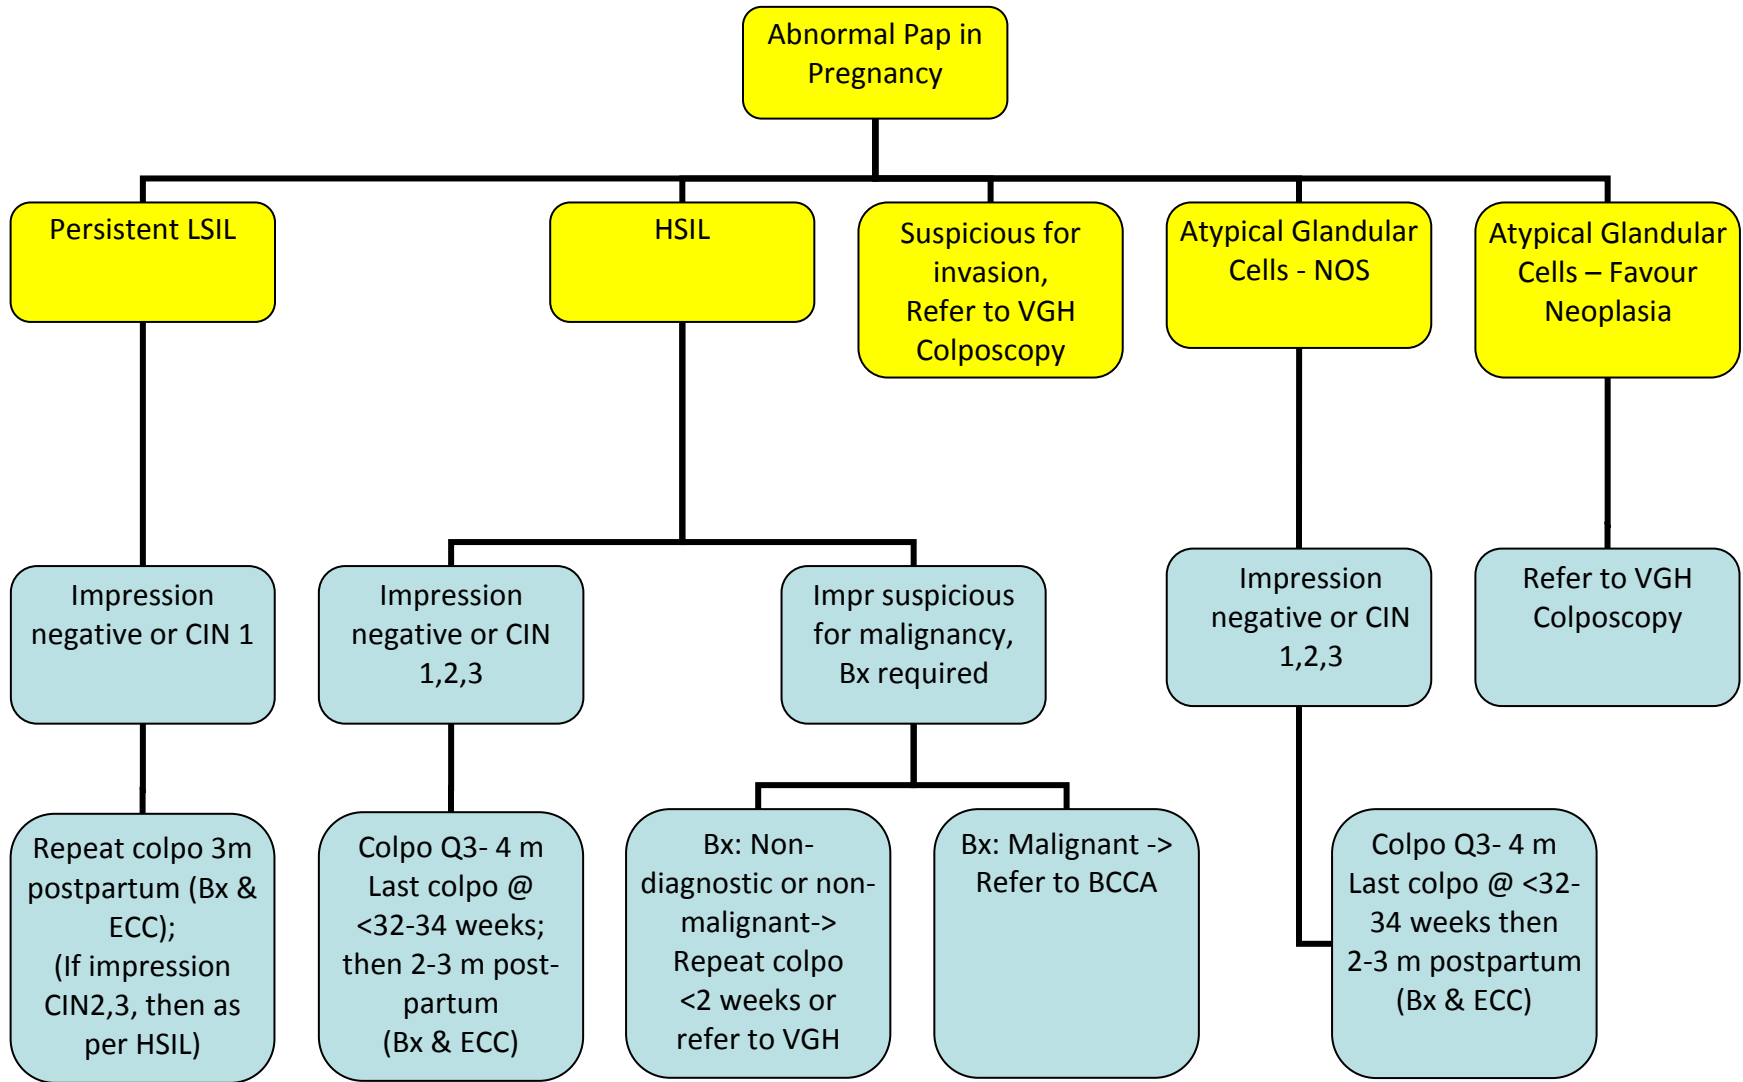 Abnormal Pap in
Pregnancy
Persistent LSIL
HSIL
Suspicious for
invasion,
Refer to VGH
Colposcopy
Atypical Glandular
Cells - NOS
Atypical Glandular
Cells – Favour
Neoplasia
Impression
negative or CIN 1
Impression
negative or CIN
1,2,3
Impr suspicious
for malignancy,
Bx required
Impression
negative or CIN
1,2,3
Refer to VGH
Colposcopy
Repeat colpo 3m
postpartum (Bx &
ECC);
(If impression
CIN2,3, then as
per HSIL)
Colpo Q3- 4 m
Last colpo @
<32-34 weeks;
then 2-3 m post-
partum
(Bx & ECC)
Bx: Non-
diagnostic or non-
malignant->
Repeat colpo
<2 weeks or
refer to VGH
Bx: Malignant ->
Refer to BCCA
Colpo Q3- 4 m
Last colpo @ <32-
34 weeks then
2-3 m postpartum
(Bx & ECC)